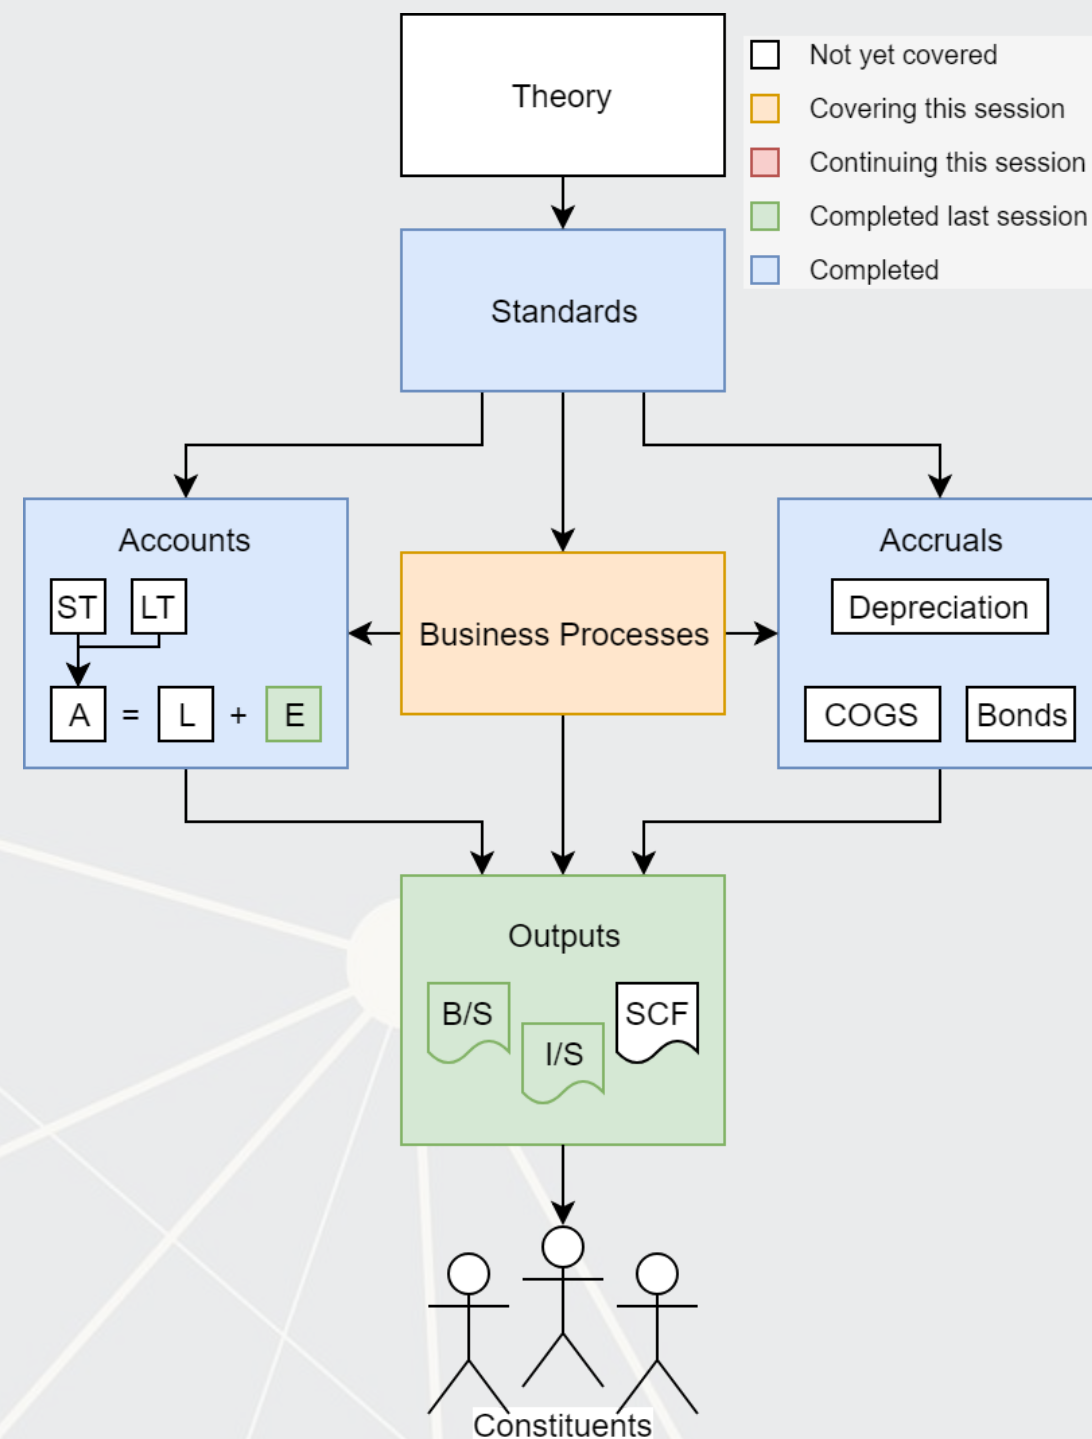 Theory
Not yet covered
Covering this session
Continuing this session
Completed last session
Completed
Standards
Accounts
ST LT
A = L + E
Business Processes
Accruals
Depreciation
COGS Bonds
Outputs
B/S
I/S
SCF
Constituents